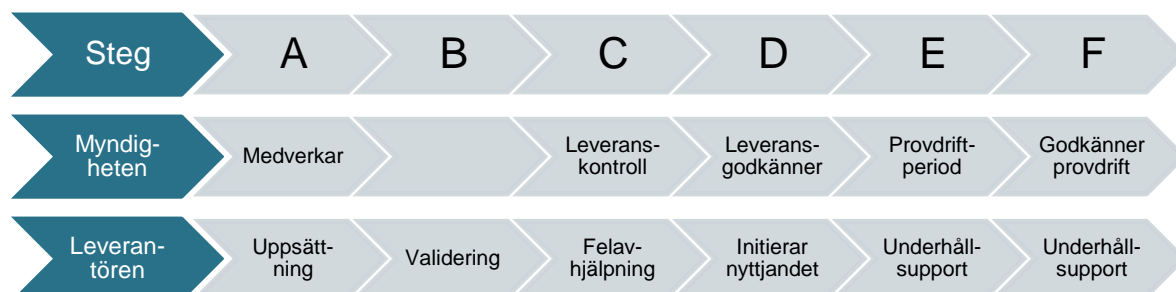 Steg
A
B
C
D
E
F
Myndig-
heten
Medverkar
Leverans-
kontroll
Leverans-
godkänner
Provdrift-
period
Godkänner
provdrift
Leveran-
tören
Uppsätt-
ning
Validering
Felav-
hjälpning
Initierar
nyttjandet
Underhåll-
support
Underhåll-
support